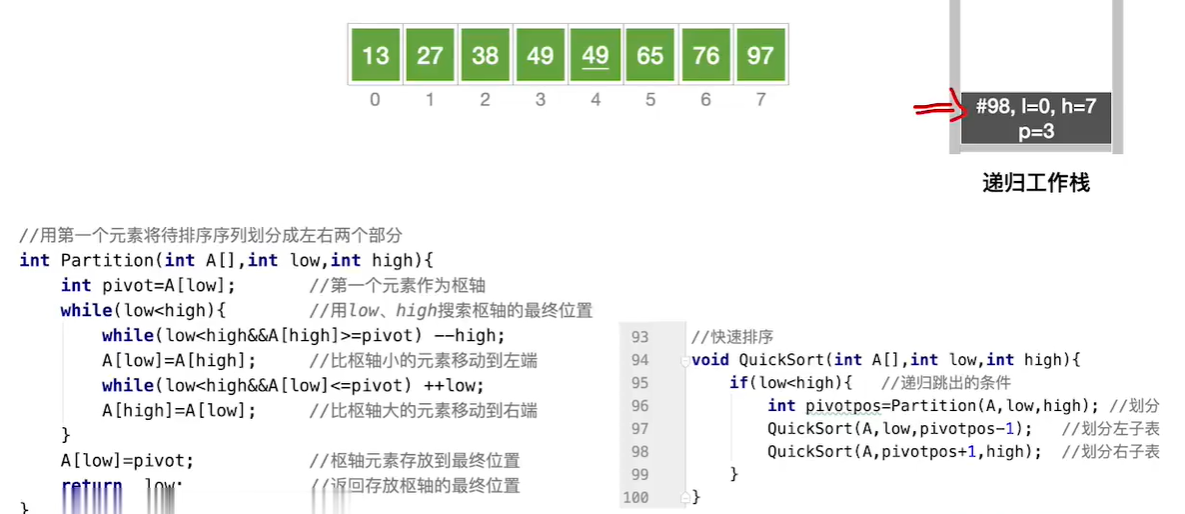 13 27 38 49 49 65 76 97
0 1 2 3 4 5 6 7
#98, l=0, h=7
p=3
递归工作栈
//用第一个元素将待排序序列划分成左右两个部分
int Partition(int A[],int low,int high){
int pivot=A[low]; //第一个元素作为枢轴
while(low<high){ //用low、high搜索枢轴的最终位置
while(low<high&&A[high]>=pivot) --high;
A[low]=A[high]; //比枢轴小的元素移动到左端
while(low<high&&A[low]<=pivot) ++low;
A[high]=A[low]; //比枢轴大的元素移动到右端
}
A[low]=pivot; //枢轴元素存放到最终位置
return low; //返回存放枢轴的最终位置
}
93 //快速排序
94 void QuickSort(int A[],int low,int high){
95 if(low<high){ //递归跳出的条件
96 int pivotpos=Partition(A,low,high); //划分
97 QuickSort(A,low,pivotpos-1); //划分左子表
98 QuickSort(A,pivotpos+1,high); //划分右子表
99 }
100 }